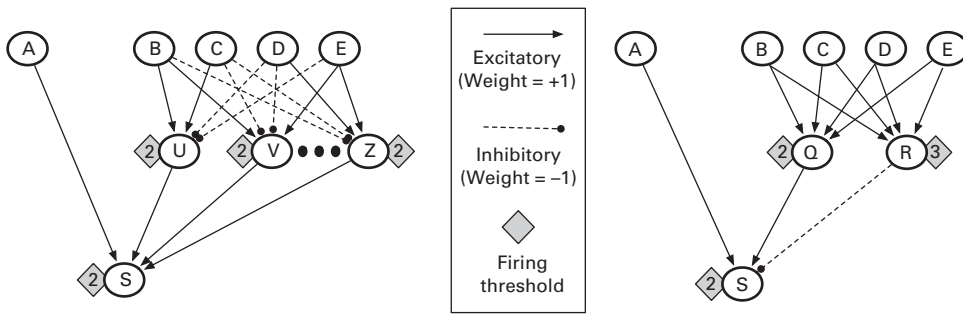 A
B
C
D
E
2
U
2
V
Z
2
2
S
Excitatory
(Weight = +1)
Inhibitory
(Weight = –1)
Firing
threshold
A
B
C
D
E
2
Q
R
3
2
S